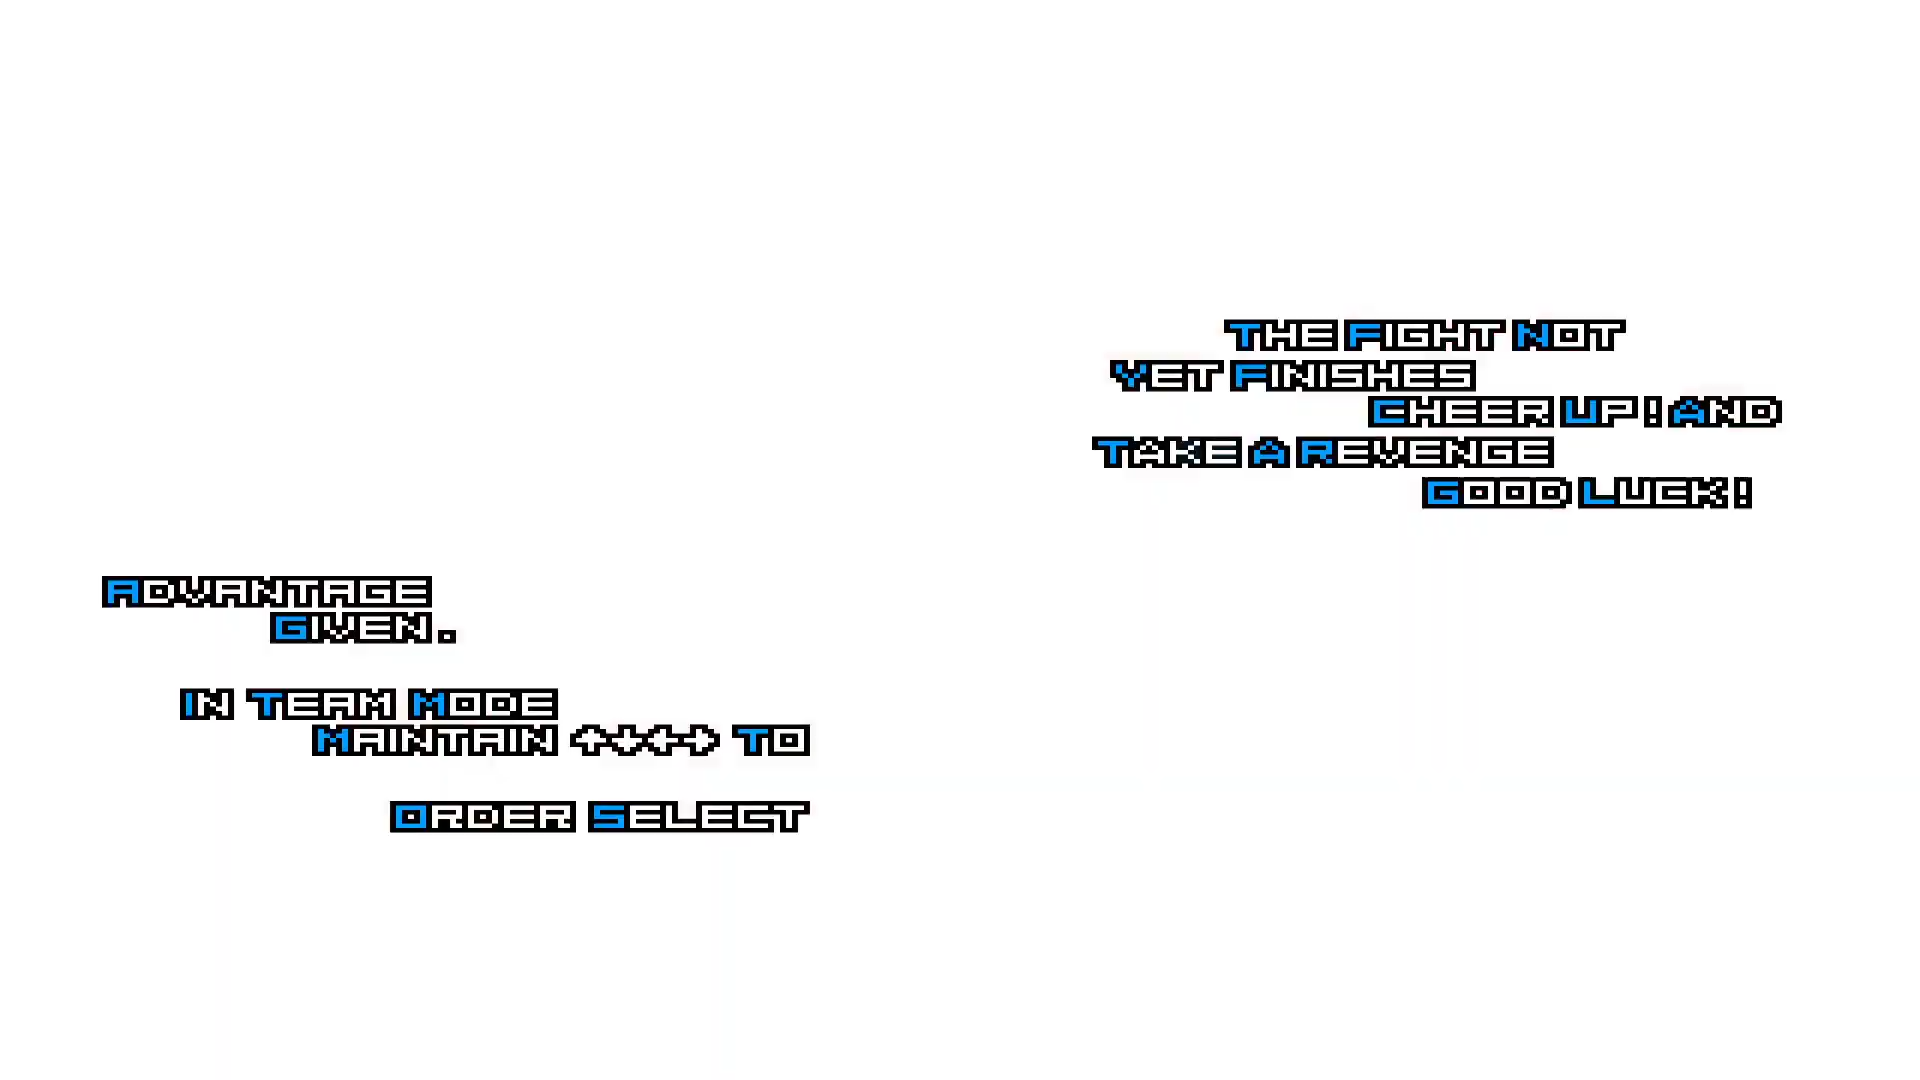 THE FIGHT NOT
YET FINISHES
CHEER UP! AND
TAKE A REVENGE
GOOD LUCK!
ADVANTAGE
GIVEN.
IN TEAM MODE
MAINTAIN ↑↓←→ TO
ORDER SELECT